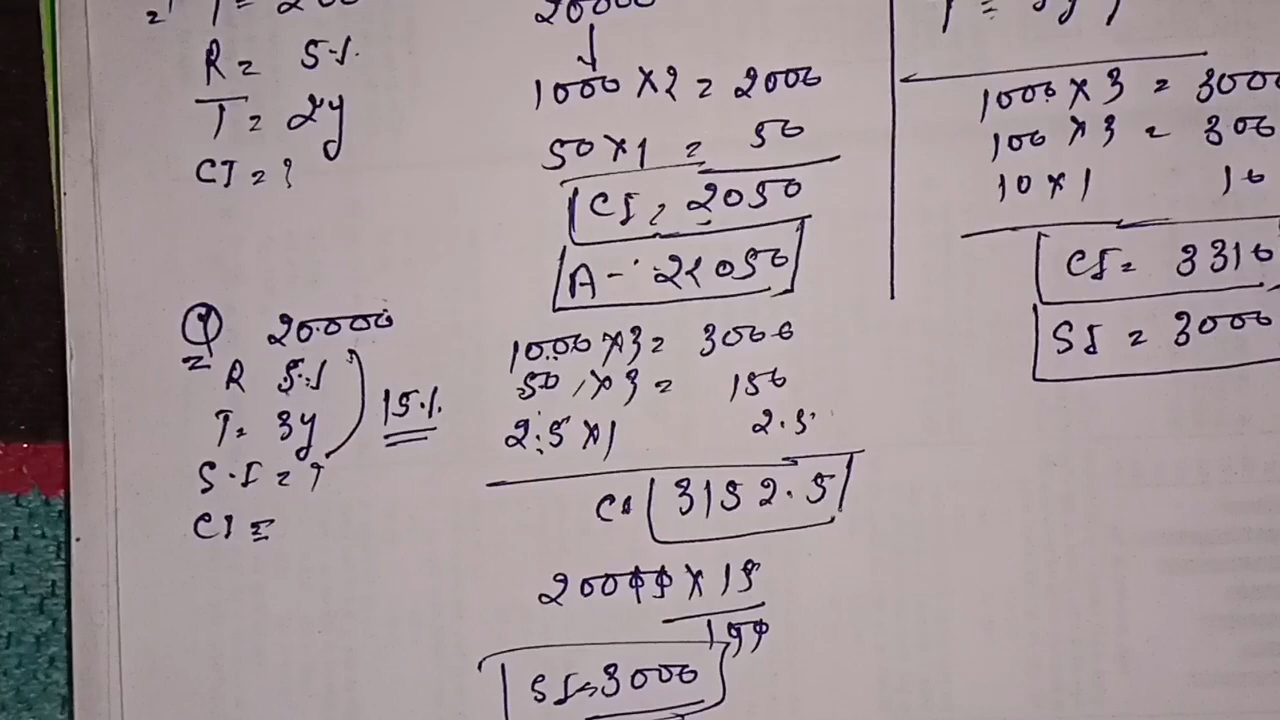 R = 5%
T = 2y
CI = ?
20000
1000 × 2 = 2000
50 × 1 = 50
CI = 2050
A - 22050
1000 × 3 = 3000
100 × 3 = 300
10 × 1 10
CI = 3310
SI = 3000
Q 20000
R 5%
T = 3y
15%
S.I = ?
CI =
1000 × 3 = 3000
50 × 3 = 150
2.5 × 1 2.5
CI 3152.5
20000 × 15
100
SI = 3000